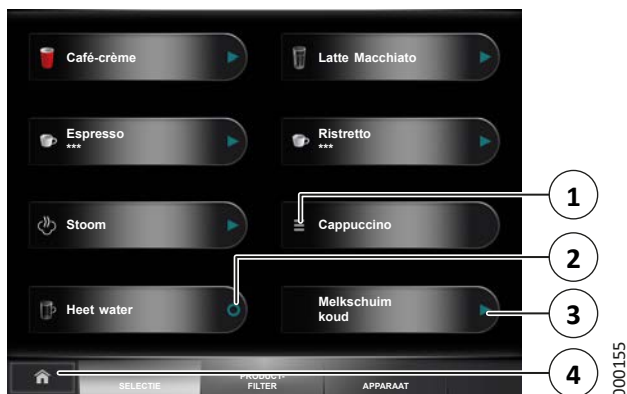 Café-crème
Latte Macchiato
Espresso
***
Ristretto
***
1
Stoom
Cappuccino
2
Heet water
Melkschuim
koud
3
4
SELECTIE
PRODUCT-
FILTER
APPARAAT
000155